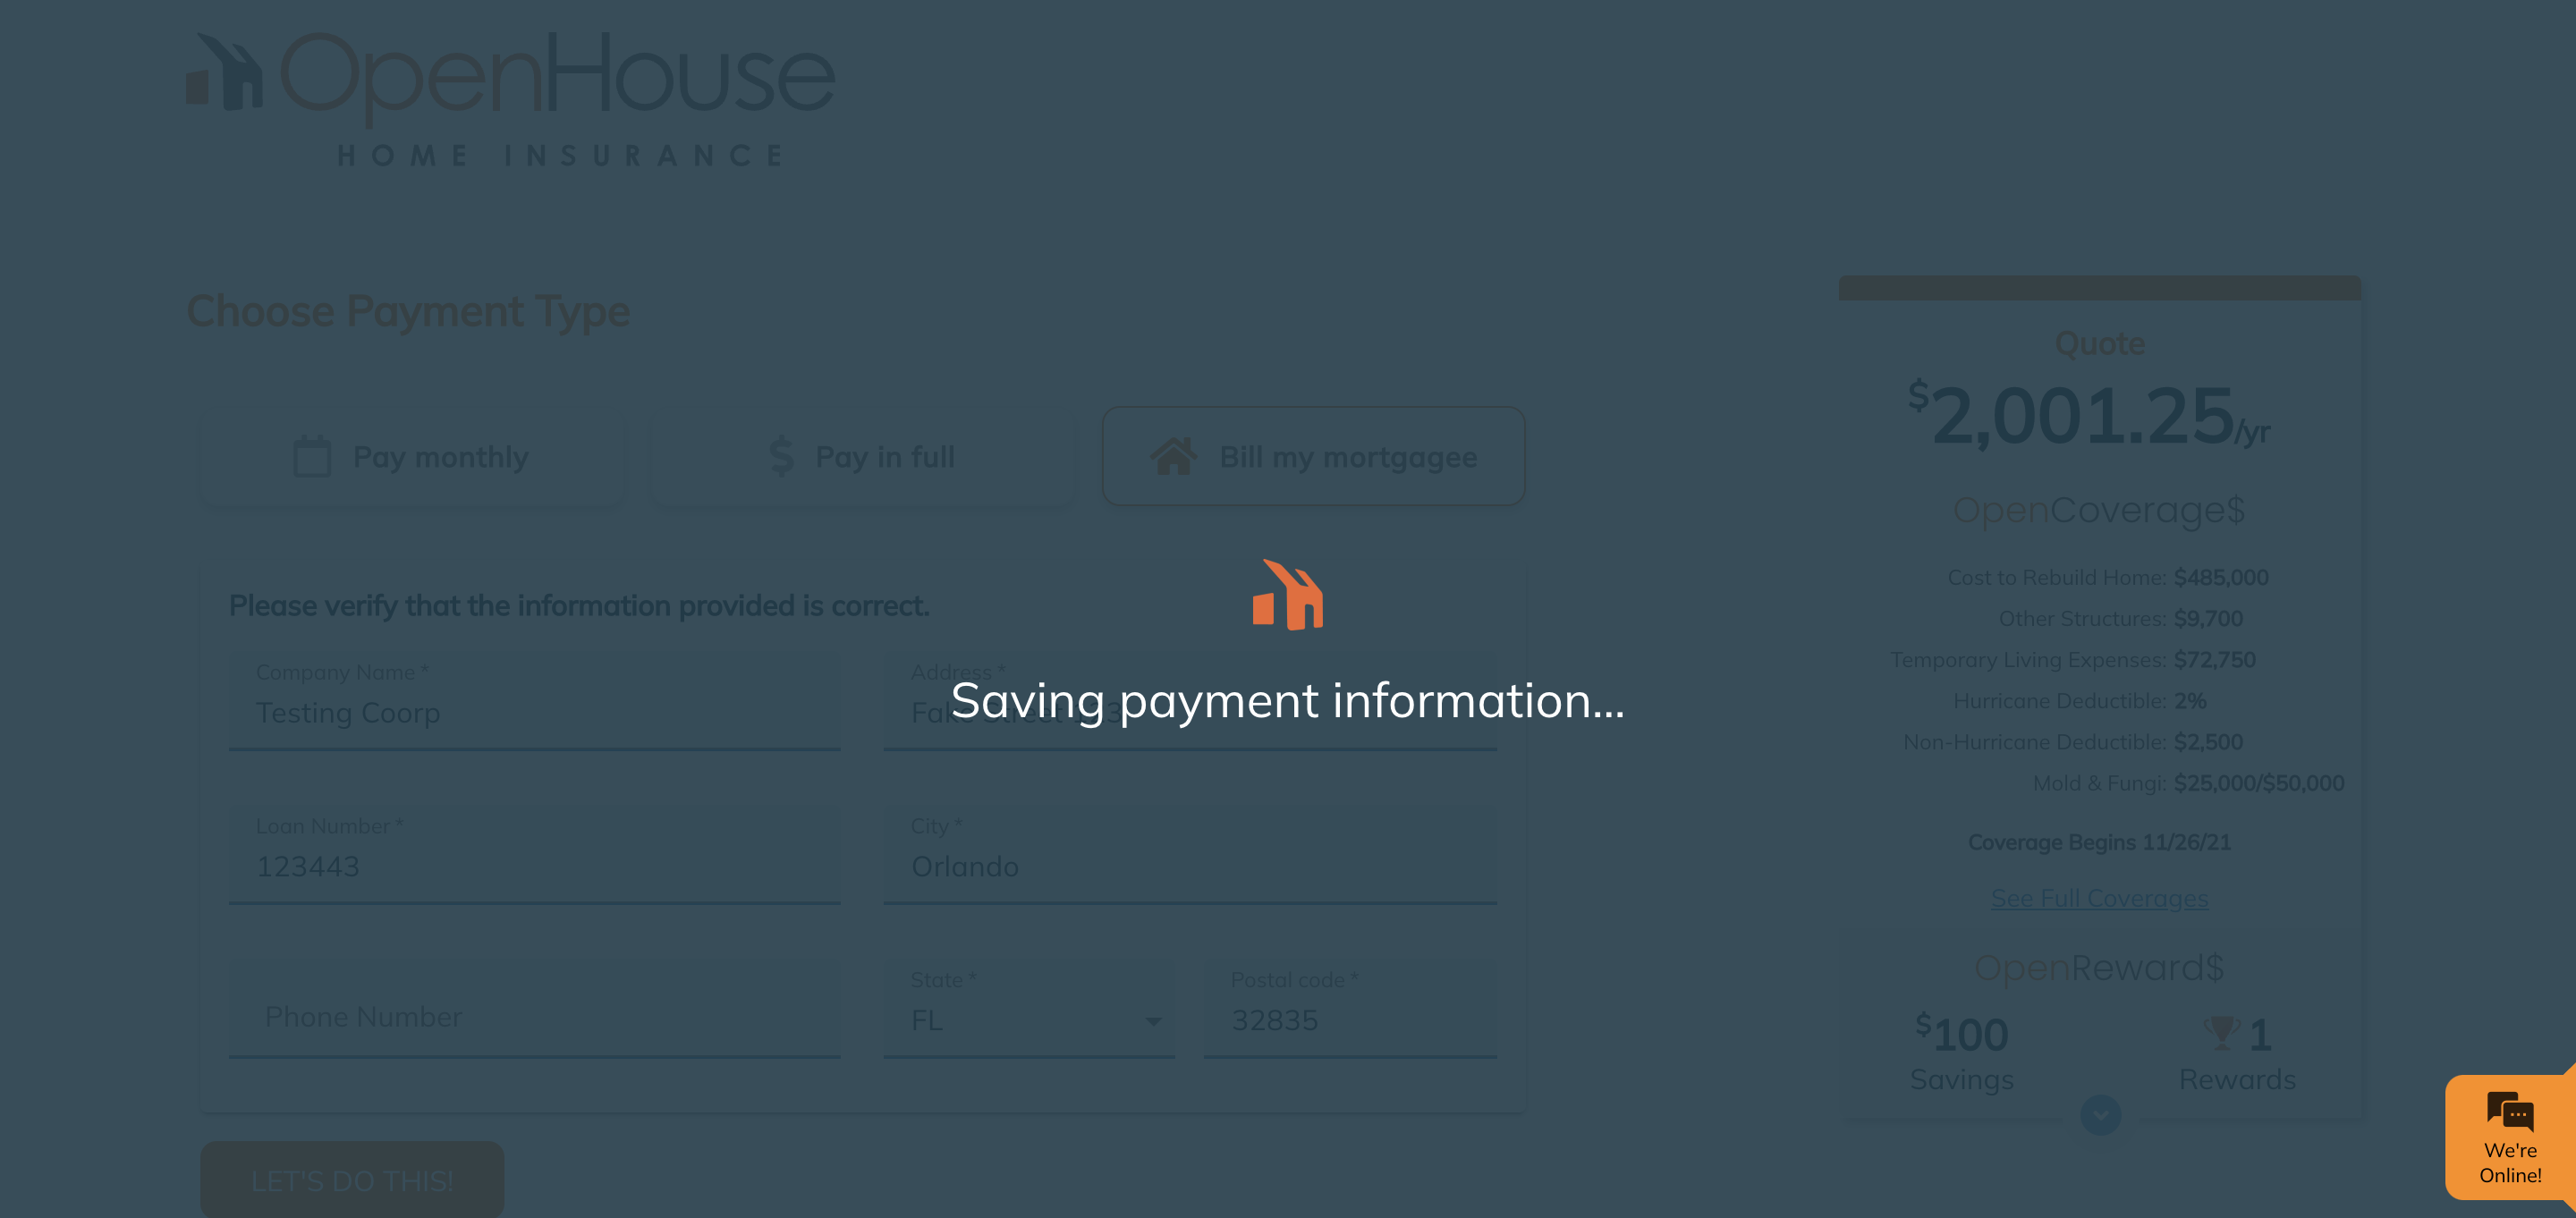 OpenHouse
HOME INSURANCE
Choose Payment Type
Pay monthly
$ Pay in full
Bill my mortgagee
Please verify that the information provided is correct.
Company Name *
Testing Coorp
Address *
Saving payment information...
Loan Number *
123443
City *
Orlando
Phone Number
State *
FL
Postal code *
32835
LET'S DO THIS!
Quote
$2,001.25/yr
OpenCoverage$
Cost to Rebuild Home: $485,000
Other Structures: $9,700
Temporary Living Expenses: $72,750
Hurricane Deductible: 2%
Non-Hurricane Deductible: $2,500
Mold & Fungi: $25,000/$50,000
Coverage Begins 11/26/21
See Full Coverages
OpenReward$
$100
Savings
1
Rewards
We're
Online!